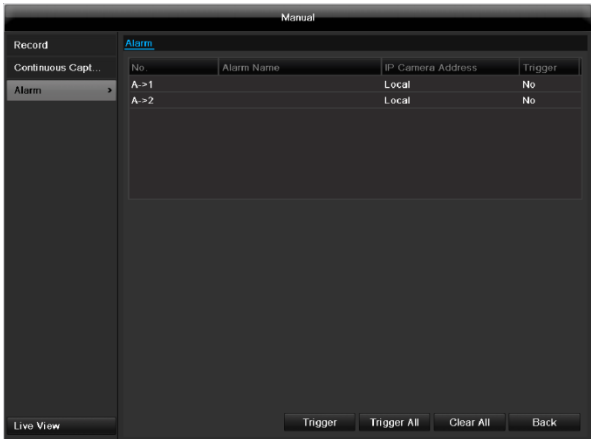 Manual
Record
Continuous Capt...
Alarm
Alarm
No. Alarm Name IP Camera Address Trigger
A->1 Local No
A->2 Local No
Live View
Trigger Trigger All Clear All Back